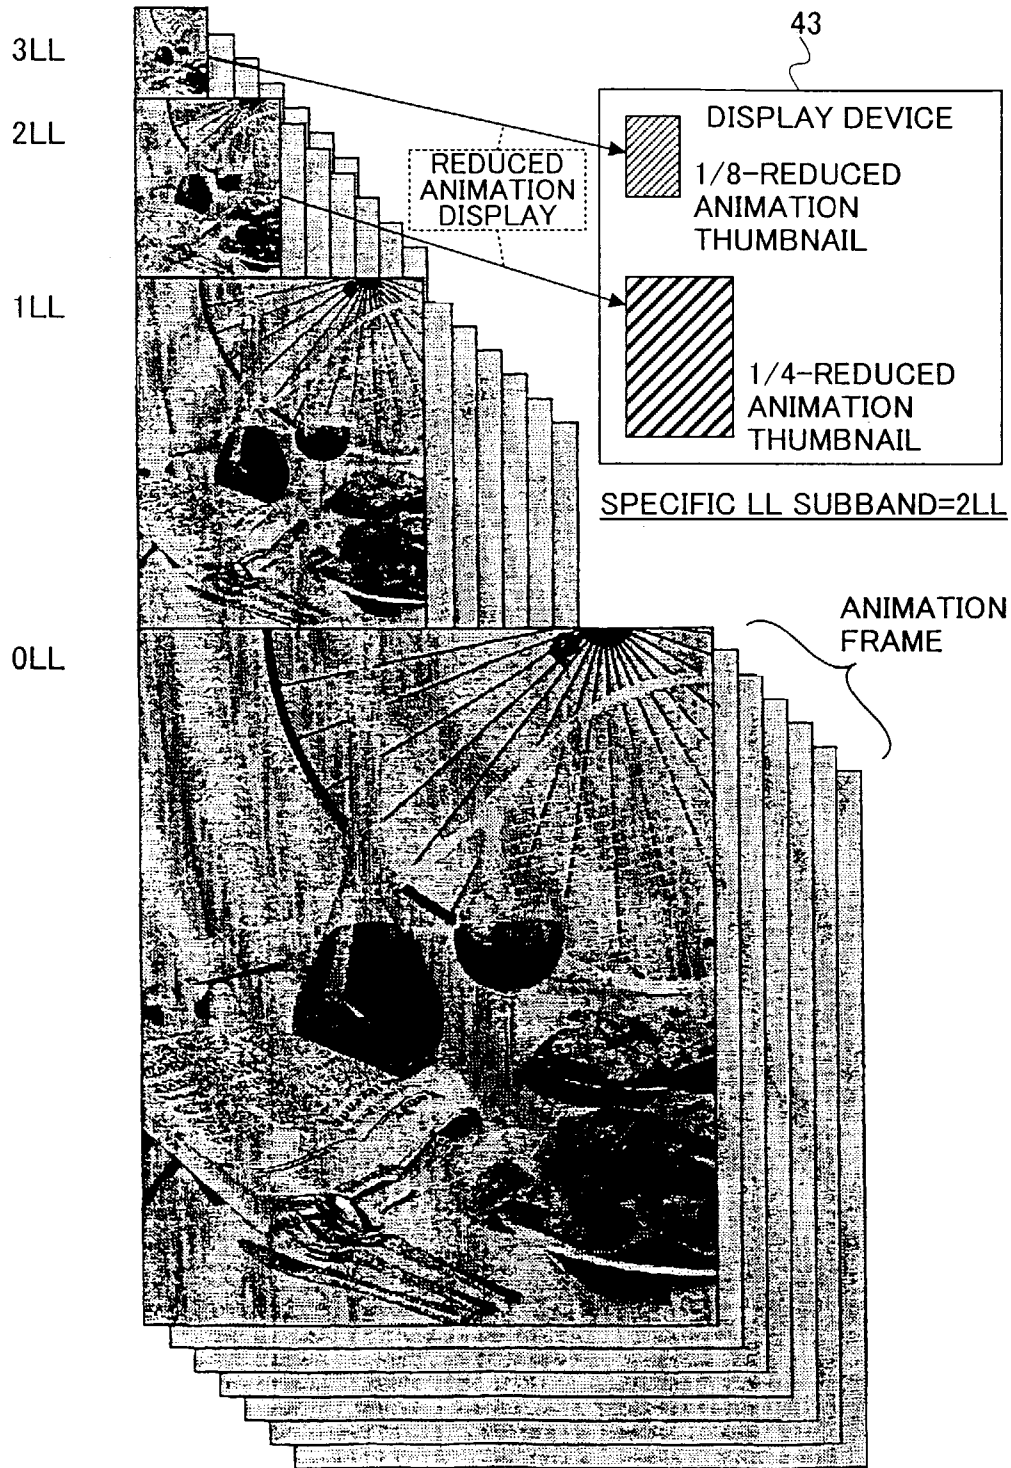 3LL
2LL
1LL
0LL
REDUCED
ANIMATION
DISPLAY
43
DISPLAY DEVICE
1/8-REDUCED
ANIMATION
THUMBNAIL
1/4-REDUCED
ANIMATION
THUMBNAIL
SPECIFIC LL SUBBAND=2LL
ANIMATION
FRAME